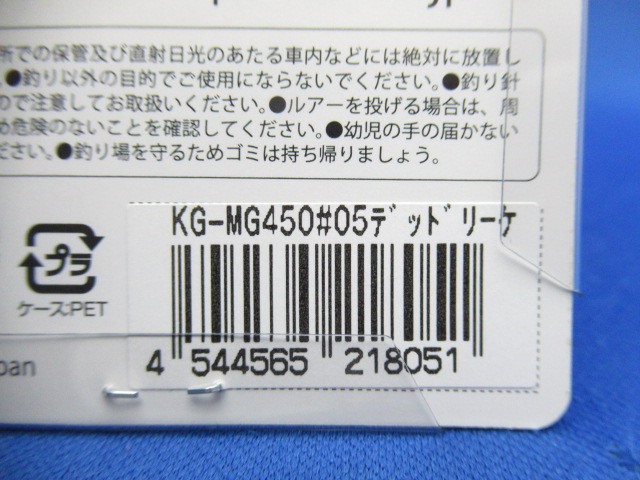 所での保管及び直射日光のあたる車内などには絶対に放置し
。●釣り以外の目的でご使用にならないでください。●釣り針
ので注意してお取扱いください。●ルアーを投げる場合は、周
め危険のないことを確認してください。●幼児の手の届かない
ださい。●釣り場を守るためゴミは持ち帰りましょう。
KG-MG450#05ﾃﾞｯﾄﾞﾘｰｹ
プラ
ケース:PET
4 544565 218051
pan